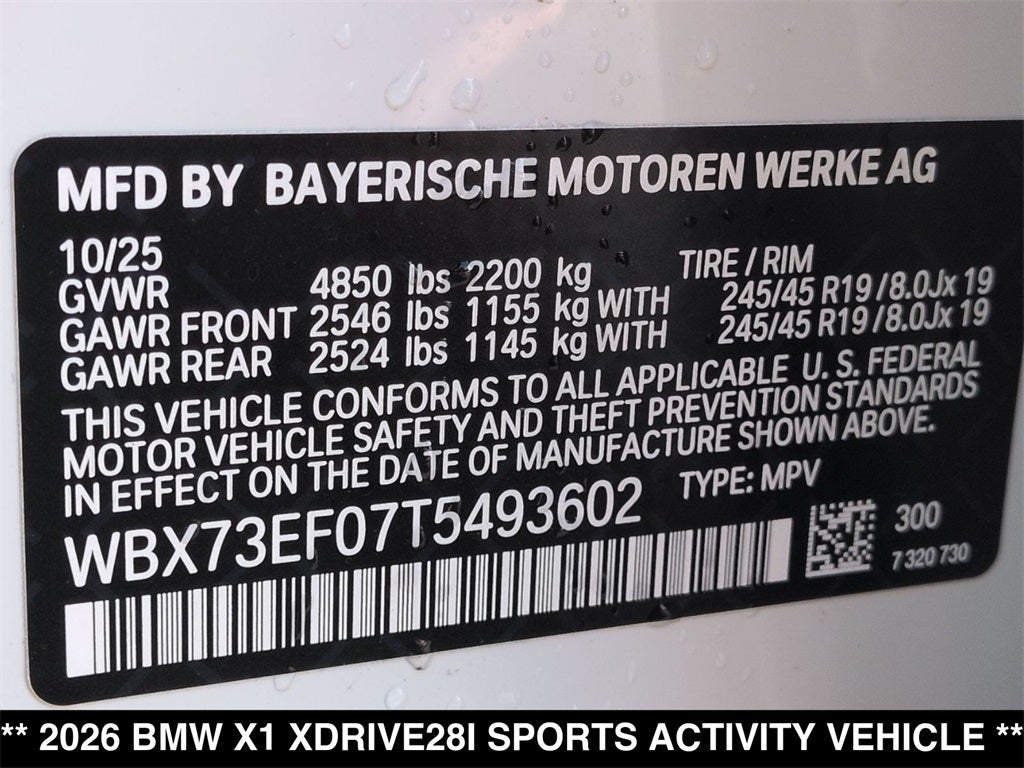 MFD BY BAYERISCHE MOTOREN WERKE AG
10/25
GVWR 4850 lbs 2200 kg TIRE / RIM
GAWR FRONT 2546 lbs 1155 kg WITH 245/45 R19 / 8.0Jx 19
GAWR REAR 2524 lbs 1145 kg WITH 245/45 R19 / 8.0Jx 19
THIS VEHICLE CONFORMS TO ALL APPLICABLE U. S. FEDERAL
MOTOR VEHICLE SAFETY AND THEFT PREVENTION STANDARDS
IN EFFECT ON THE DATE OF MANUFACTURE SHOWN ABOVE.
WBX73EF07T5493602 TYPE: MPV
300
7 320 730
** 2026 BMW X1 XDRIVE28I SPORTS ACTIVITY VEHICLE **